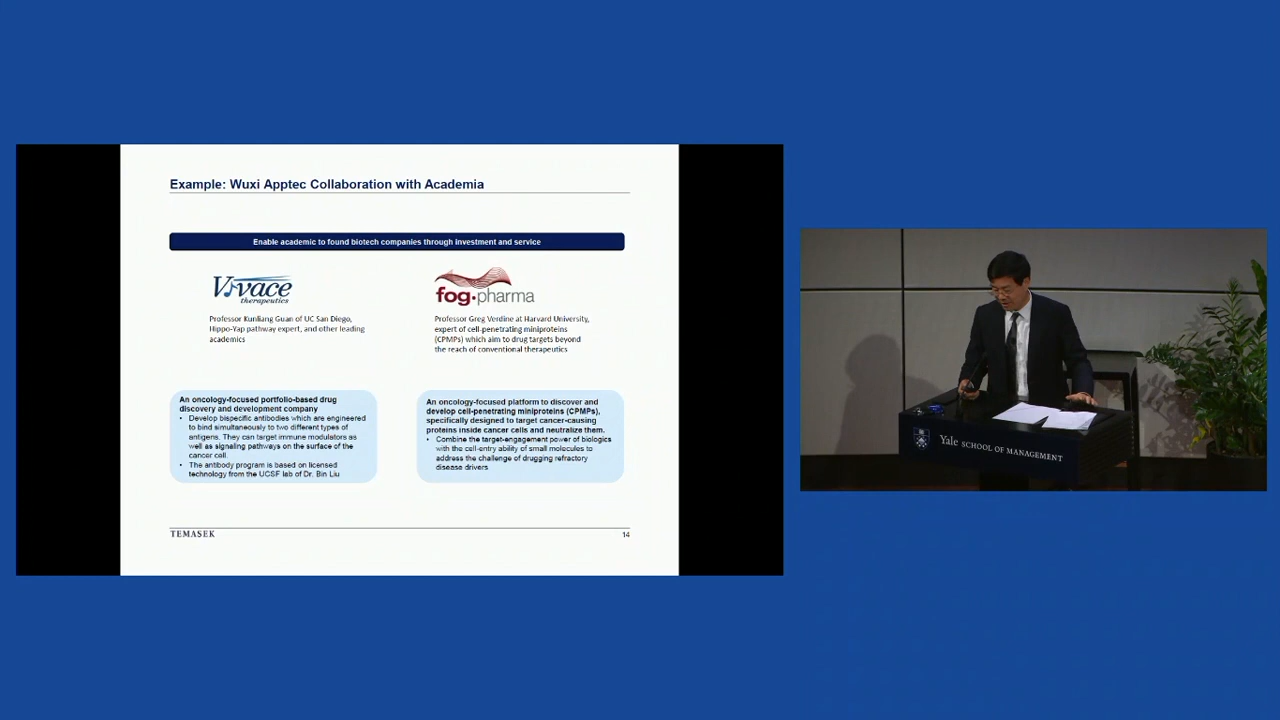 Example: Wuxi Apptec Collaboration with Academia
Enable academic to found biotech companies through investment and service
Vivace
therapeutics
Professor Kunliang Guan of UC San Diego,
Hippo-Yap pathway expert, and other leading
academics
fog·pharma
Professor Greg Verdine at Harvard University,
expert of cell-penetrating miniproteins
(CPMPs) which aim to drug targets beyond
the reach of conventional therapeutics
An oncology-focused portfolio-based drug
discovery and development company
• Develop bispecific antibodies which are engineered
to bind simultaneously to two different types of
antigens. They can target immune modulators as
well as signaling pathways on the surface of the
cancer cell.
• The antibody program is based on licensed
technology from the UCSF lab of Dr. Bin Liu
An oncology-focused platform to discover and
develop cell-penetrating miniproteins (CPMPs),
specifically designed to target cancer-causing
proteins inside cancer cells and neutralize them.
• Combine the target-engagement power of biologics
with the cell-entry ability of small molecules to
address the challenge of drugging refractory
disease drivers
TEMASEK
14
Yale SCHOOL OF MANAGEMENT